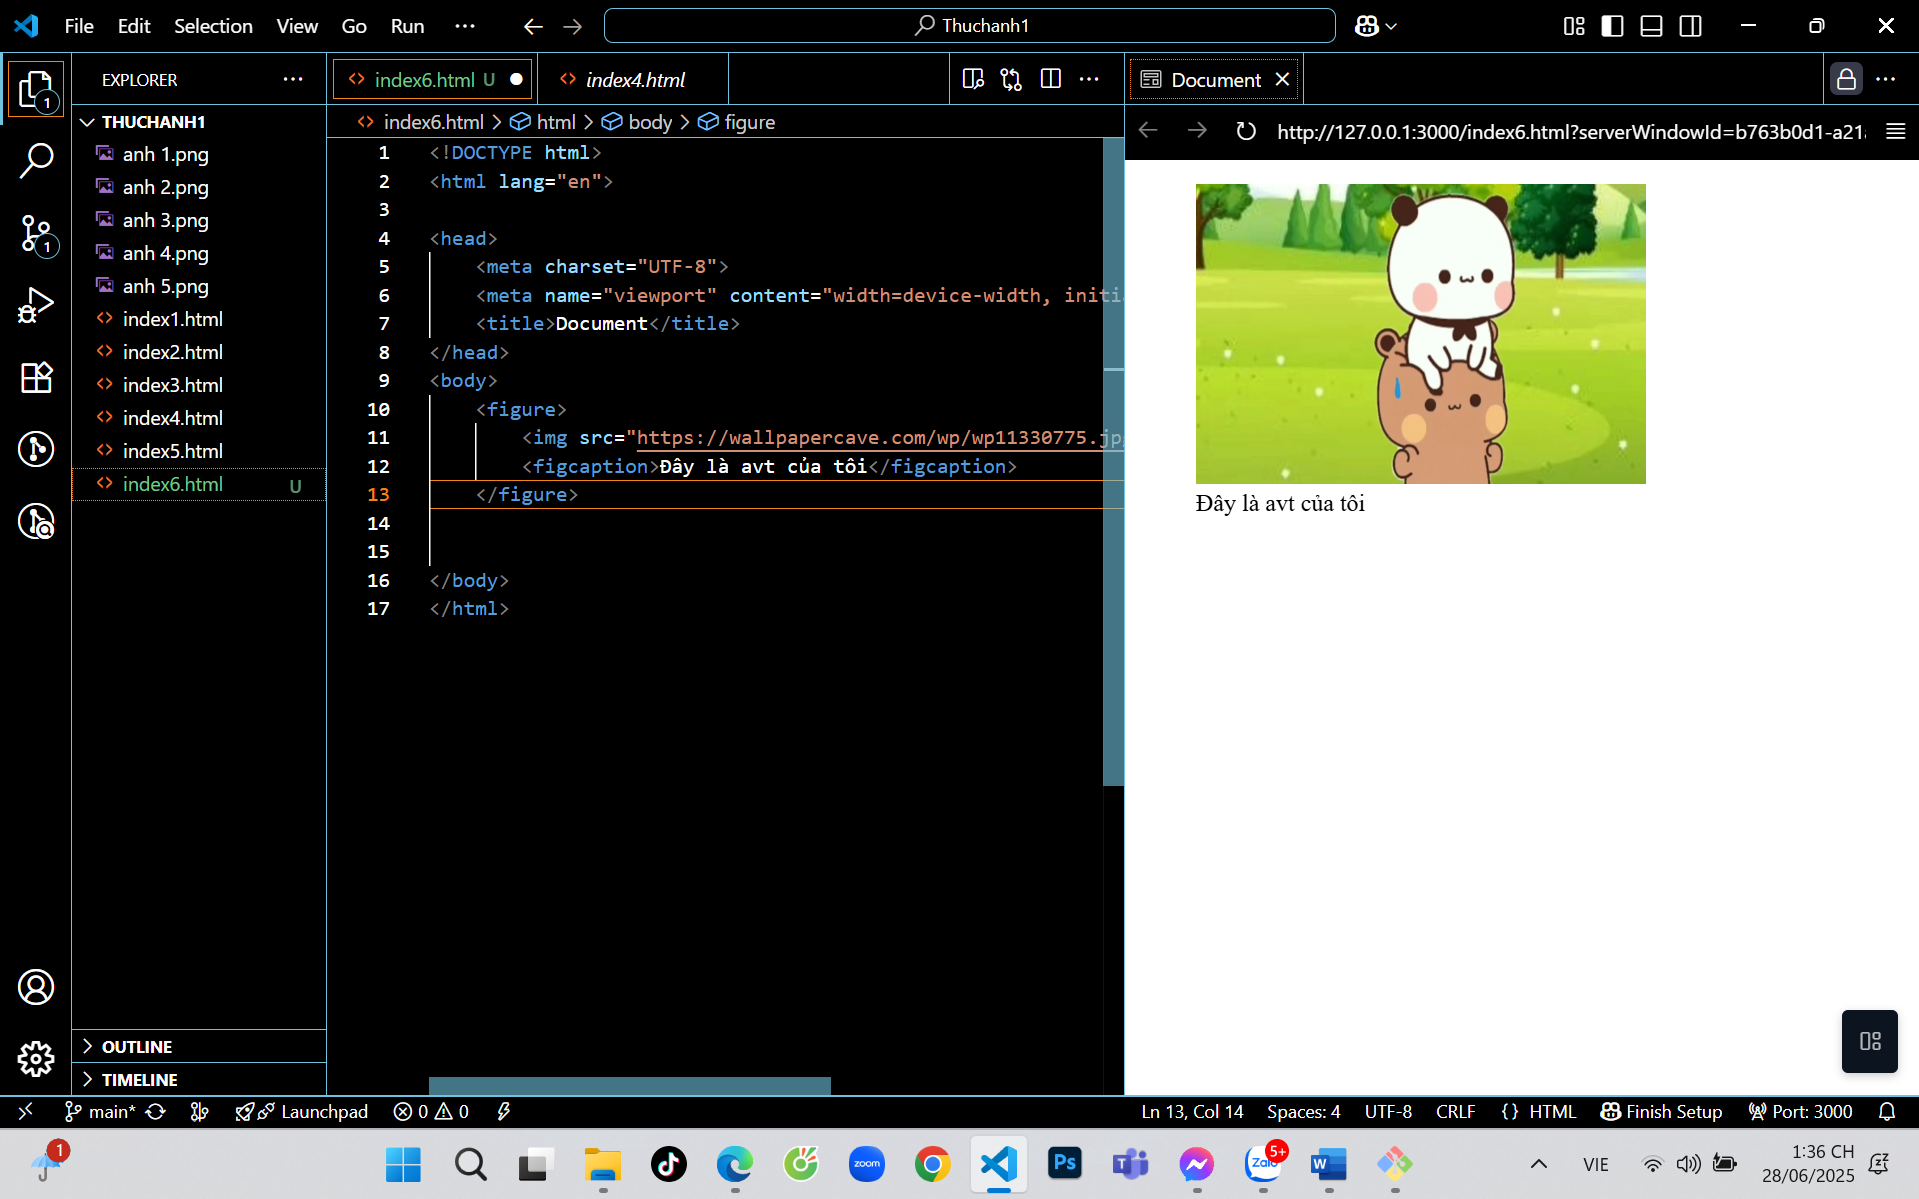 File Edit Selection View Go Run ··· Thuchanh1
EXPLORER ···
THUCHANH1
anh 1.png
anh 2.png
anh 3.png
anh 4.png
anh 5.png
index1.html
index2.html
index3.html
index4.html
index5.html
index6.html U
OUTLINE
TIMELINE
index6.html U index4.html
index6.html > html > body > figure
1 <!DOCTYPE html>
2 <html lang="en">
3
4 <head>
5 <meta charset="UTF-8">
6 <meta name="viewport" content="width=device-width, initi
7 <title>Document</title>
8 </head>
9 <body>
10 <figure>
11 <img src="https://wallpapercave.com/wp/wp11330775.jp
12 <figcaption>Đây là avt của tôi</figcaption>
13 </figure>
14
15
16 </body>
17 </html>
Document
http://127.0.0.1:3000/index6.html?serverWindowId=b763b0d1-a21
Đây là avt của tôi
1
1
main* Launchpad 0 0 Ln 13, Col 14 Spaces: 4 UTF-8 CRLF {} HTML Finish Setup Port: 3000
1 zoom Ps T Zalo 5+ W VIE 1:36 CH
28/06/2025